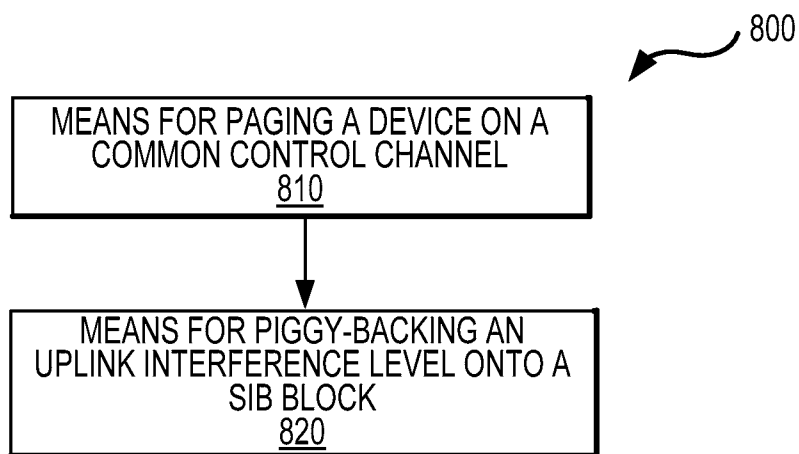 800
MEANS FOR PAGING A DEVICE ON A
COMMON CONTROL CHANNEL
810
MEANS FOR PIGGY-BACKING AN
UPLINK INTERFERENCE LEVEL ONTO A
SIB BLOCK
820